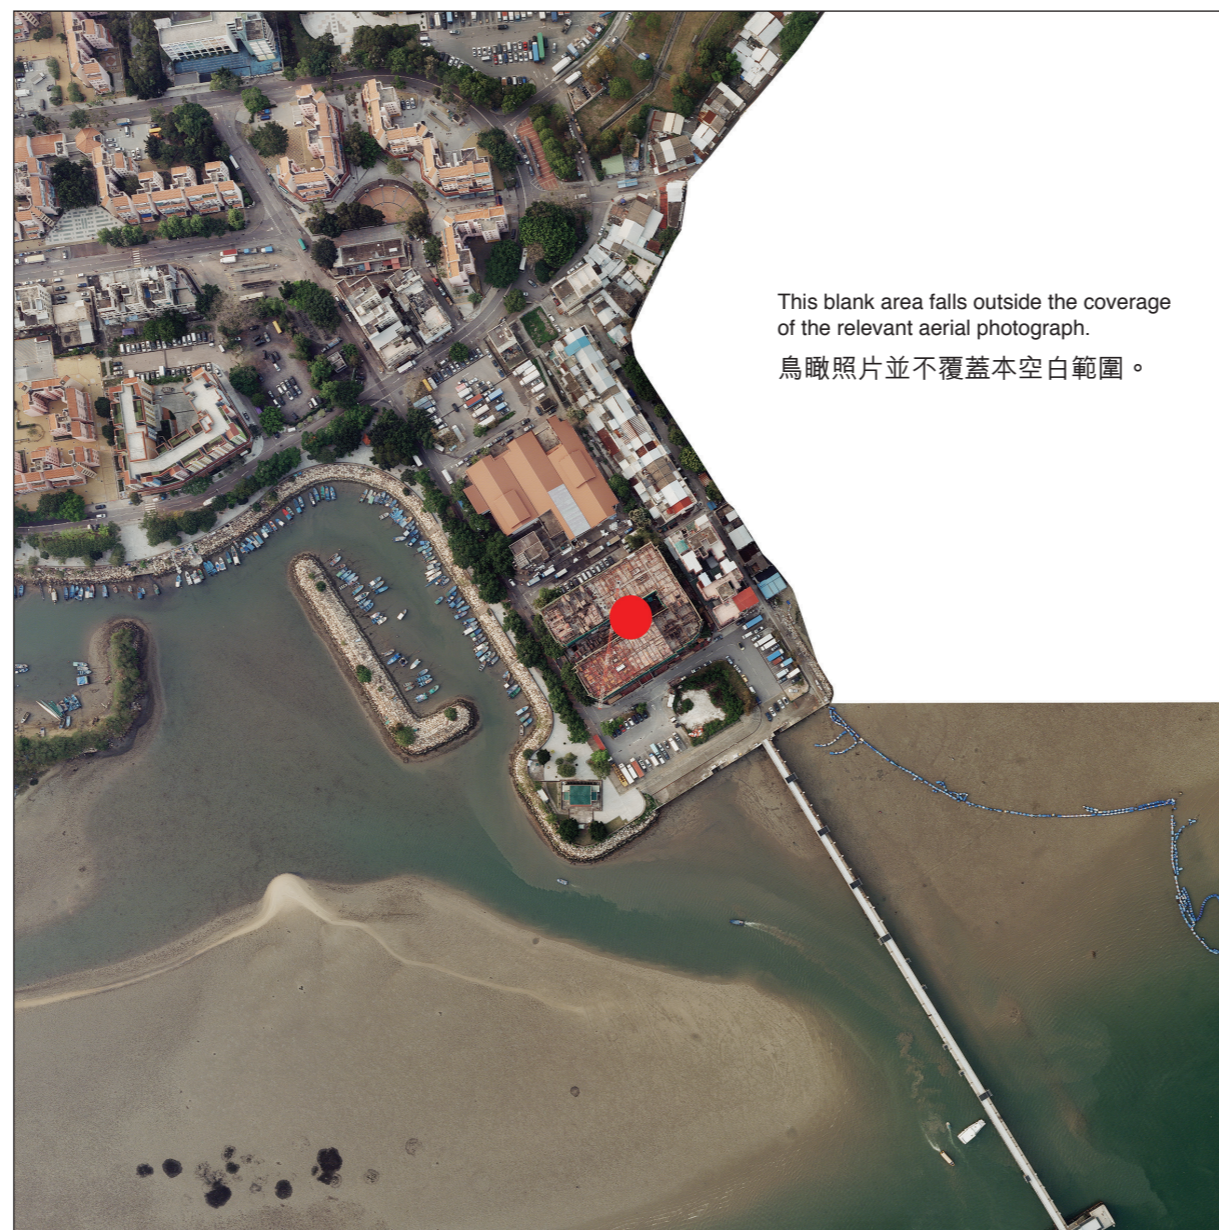 This blank area falls outside the coverage
of the relevant aerial photograph.
鳥瞰照片並不覆蓋本空白範圍。